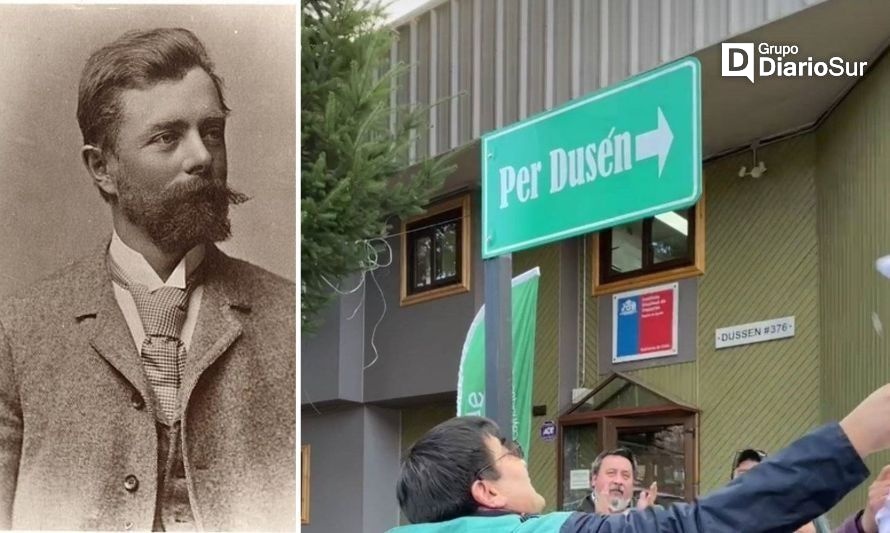 Grupo
DiarioSur
Per Dusén
DUSSEN #376